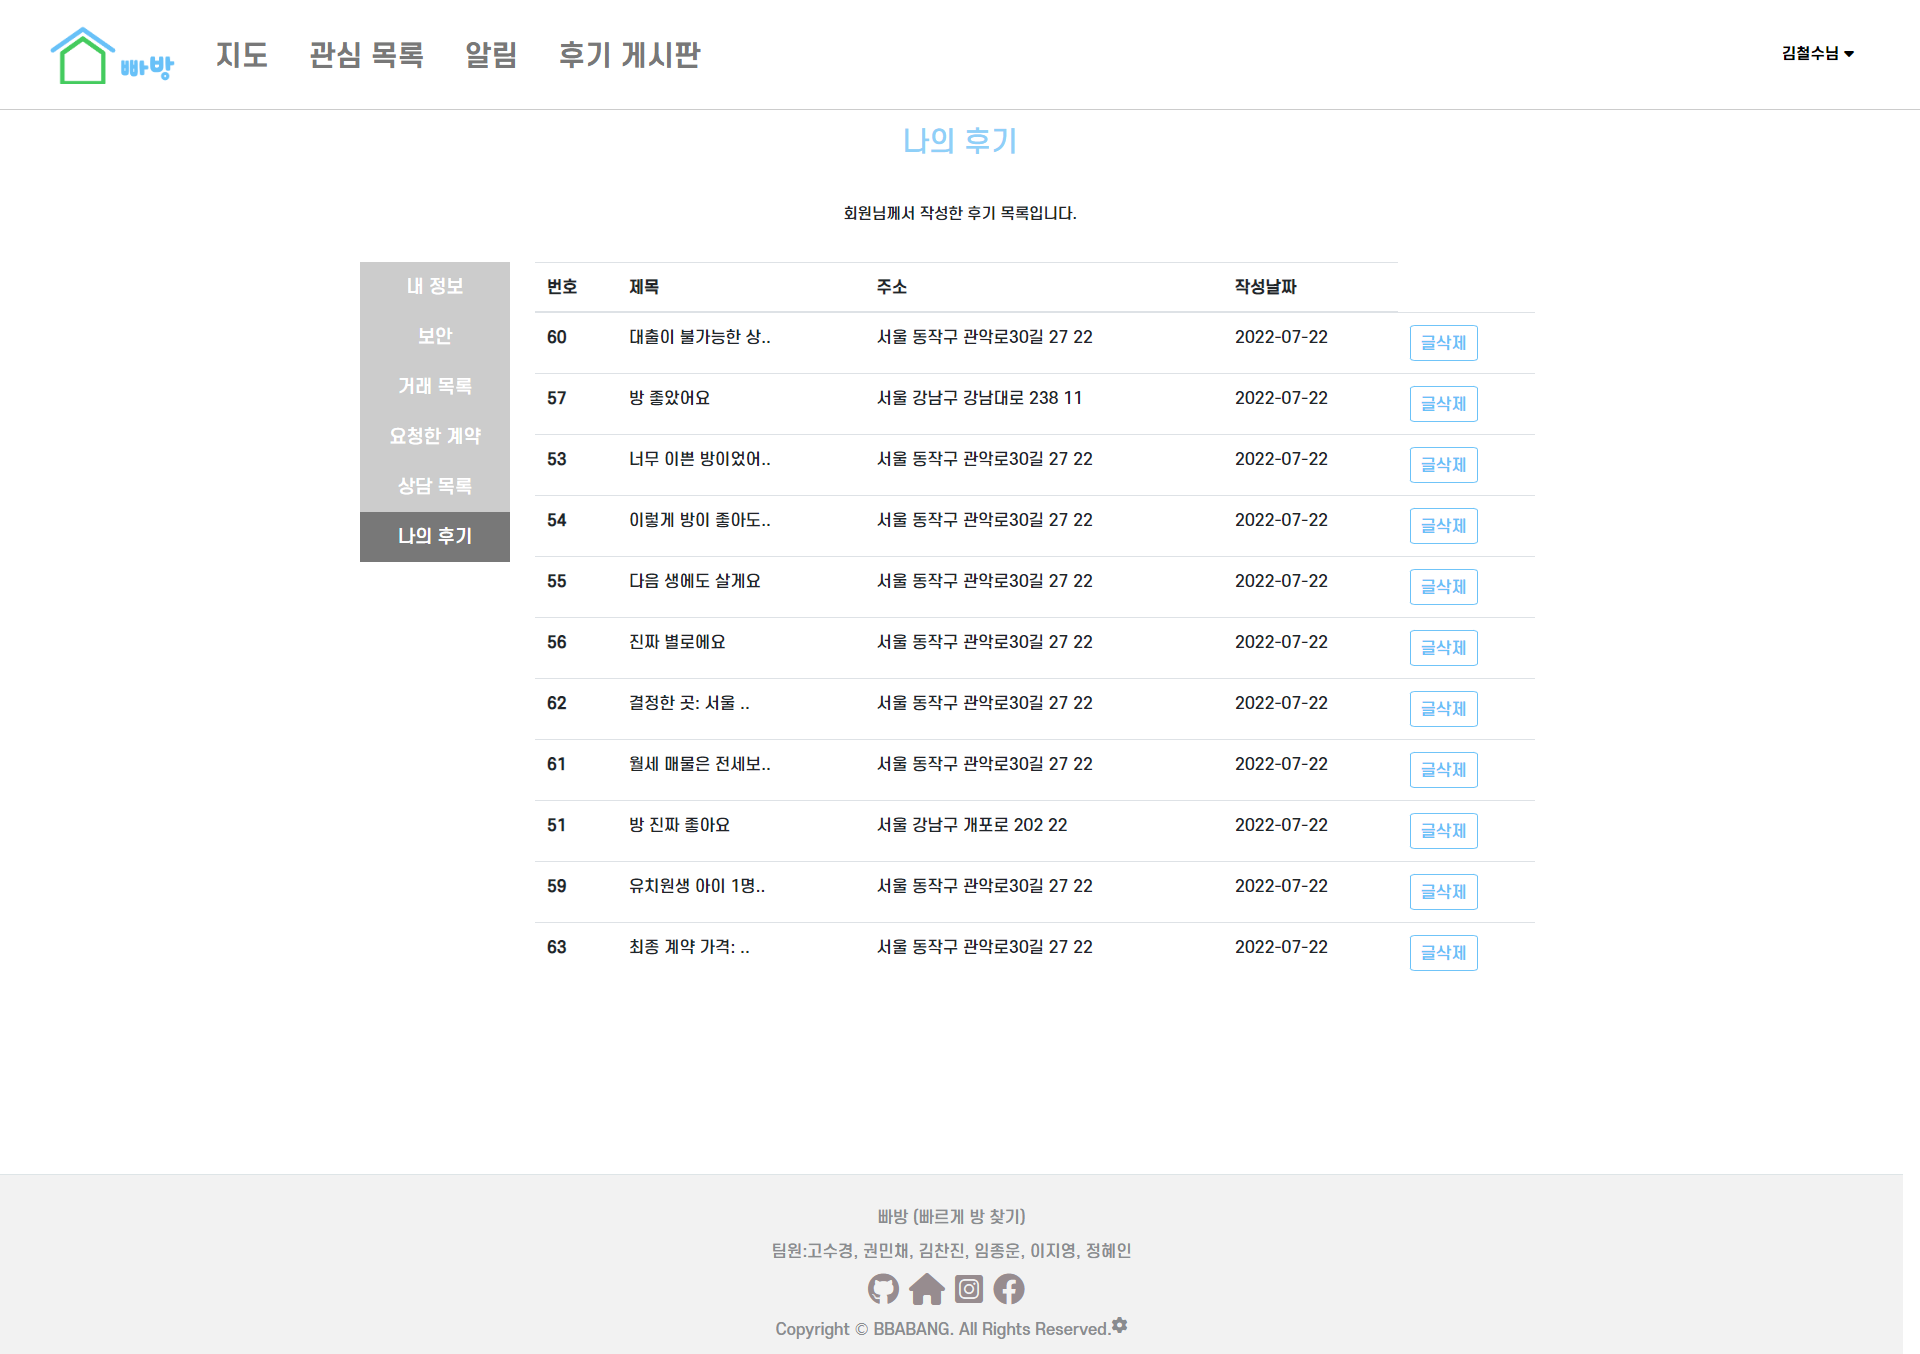 빠방 지도 관심 목록 알림 후기 게시판 김철수님
나의 후기
회원님께서 작성한 후기 목록입니다.
내 정보
보안
거래 목록
요청한 계약
상담 목록
나의 후기
번호 제목 주소 작성날짜
60 대출이 불가능한 상.. 서울 동작구 관악로30길 27 22 2022-07-22 글삭제
57 방 좋았어요 서울 강남구 강남대로 238 11 2022-07-22 글삭제
53 너무 이쁜 방이었어.. 서울 동작구 관악로30길 27 22 2022-07-22 글삭제
54 이렇게 방이 좋아도.. 서울 동작구 관악로30길 27 22 2022-07-22 글삭제
55 다음 생에도 살게요 서울 동작구 관악로30길 27 22 2022-07-22 글삭제
56 진짜 별로에요 서울 동작구 관악로30길 27 22 2022-07-22 글삭제
62 결정한 곳: 서울 .. 서울 동작구 관악로30길 27 22 2022-07-22 글삭제
61 월세 매물은 전세보.. 서울 동작구 관악로30길 27 22 2022-07-22 글삭제
51 방 진짜 좋아요 서울 강남구 개포로 202 22 2022-07-22 글삭제
59 유치원생 아이 1명.. 서울 동작구 관악로30길 27 22 2022-07-22 글삭제
63 최종 계약 가격: .. 서울 동작구 관악로30길 27 22 2022-07-22 글삭제
빠방 (빠르게 방 찾기)
팀원:고수경, 권민채, 김찬진, 임종운, 이지영, 정혜인
Copyright © BBABANG. All Rights Reserved.